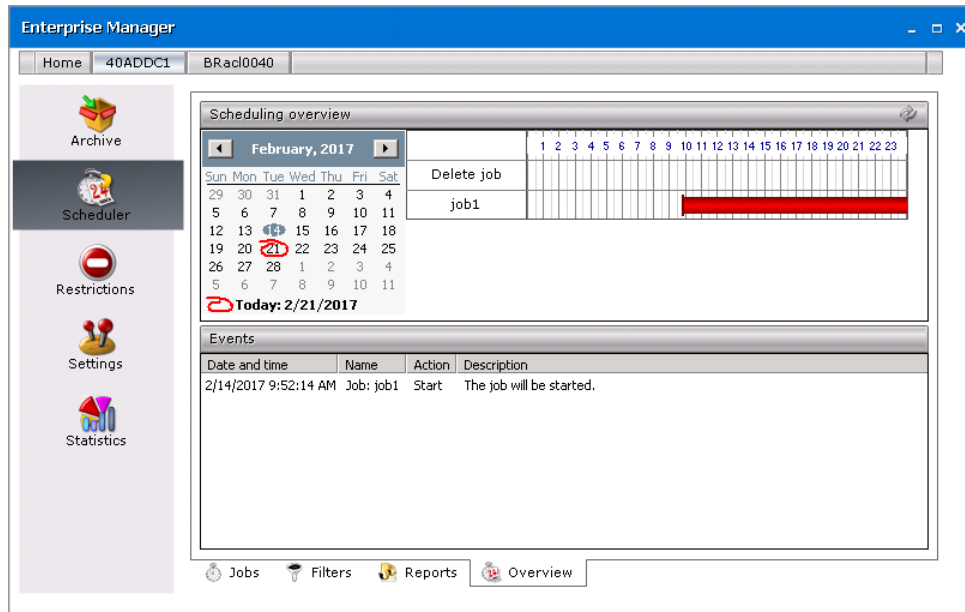 Enterprise Manager
Home 40ADDC1 BRacl0040
Archive
Scheduler
Restrictions
Settings
Statistics
Scheduling overview
February, 2017
Sun Mon Tue Wed Thu Fri Sat
29 30 31 1 2 3 4
5 6 7 8 9 10 11
12 13 14 15 16 17 18
19 20 21 22 23 24 25
26 27 28 1 2 3 4
5 6 7 8 9 10 11
Today: 2/21/2017
1 2 3 4 5 6 7 8 9 10 11 12 13 14 15 16 17 18 19 20 21 22 23
Delete job
job1
Events
Date and time Name Action Description
2/14/2017 9:52:14 AM Job: job1 Start The job will be started.
Jobs Filters Reports Overview